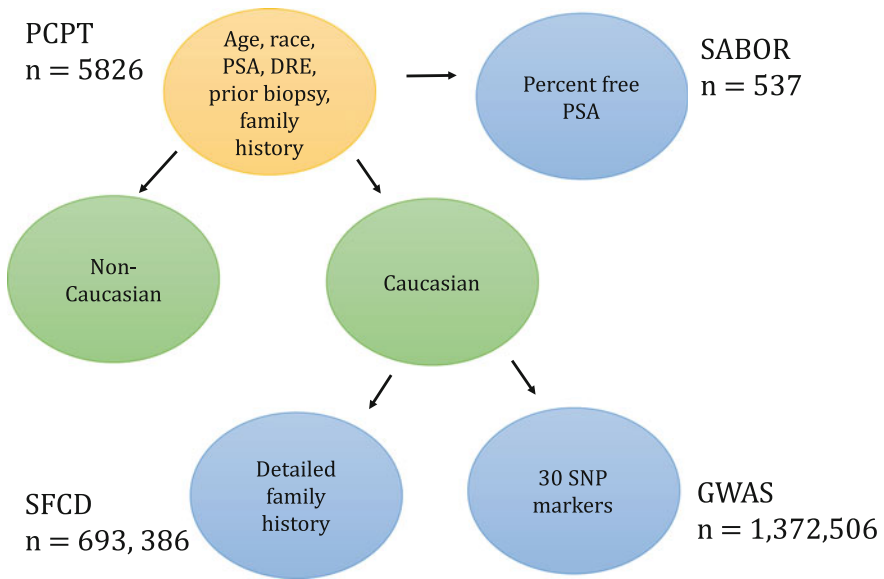 PCPT
n = 5826
Age, race,
PSA, DRE,
prior biopsy,
family
history
Percent free
PSA
SABOR
n = 537
Non-
Caucasian
Caucasian
SFCD
n = 693, 386
Detailed
family
history
30 SNP
markers
GWAS
n = 1,372,506